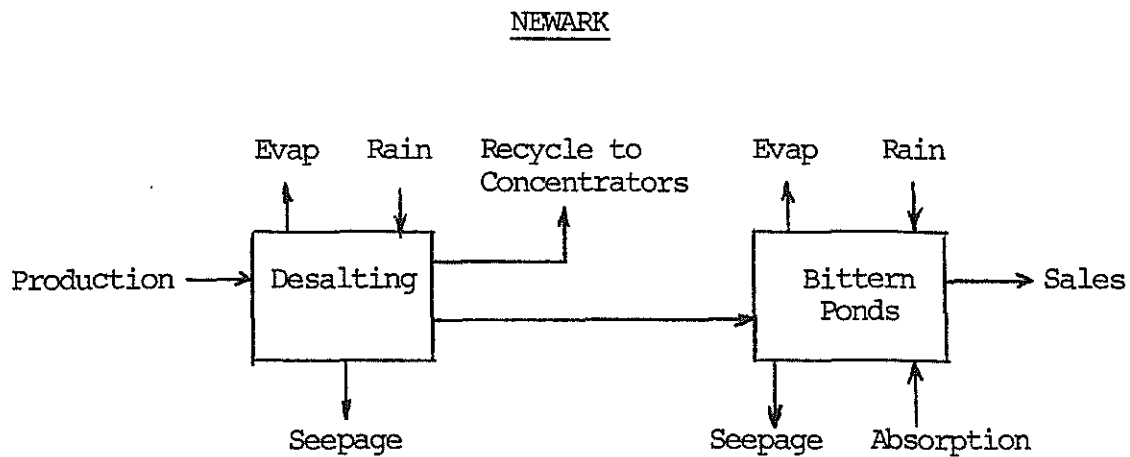 NEWARK
Evap Rain Recycle to Concentrators Evap Rain
Production Desalting Bittern Ponds Sales
Seepage Seepage Absorption